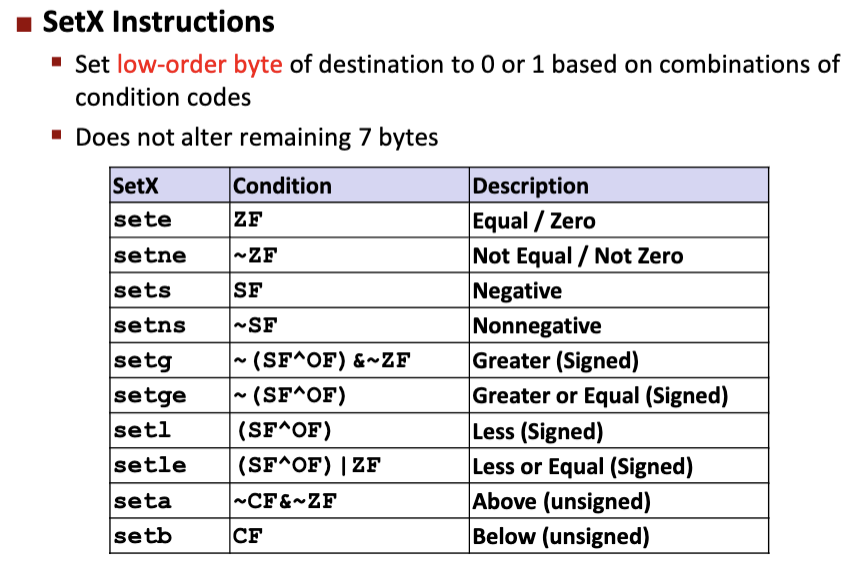 SetX Instructions
Set low-order byte of destination to 0 or 1 based on combinations of
condition codes
Does not alter remaining 7 bytes
SetX Condition Description
sete ZF Equal / Zero
setne ~ZF Not Equal / Not Zero
sets SF Negative
setns ~SF Nonnegative
setg ~(SF^OF)&~ZF Greater (Signed)
setge ~(SF^OF) Greater or Equal (Signed)
setl (SF^OF) Less (Signed)
setle (SF^OF)|ZF Less or Equal (Signed)
seta ~CF&~ZF Above (unsigned)
setb CF Below (unsigned)